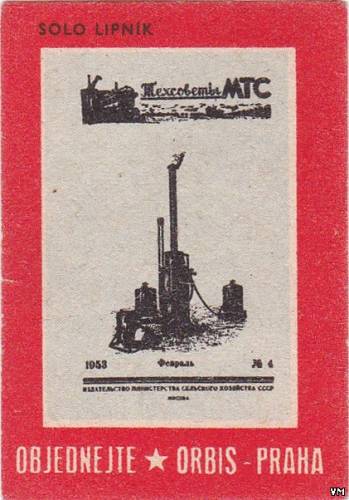 SOLO LIPNÍK
Техсоветы МТС
1953 Февраль № 4
ИЗДАТЕЛЬСТВО МИНИСТЕРСТВА СЕЛЬСКОГО ХОЗЯЙСТВА СССР
МОСКВА
OBJEDNEJTE ★ ORBIS - PRAHA
VM